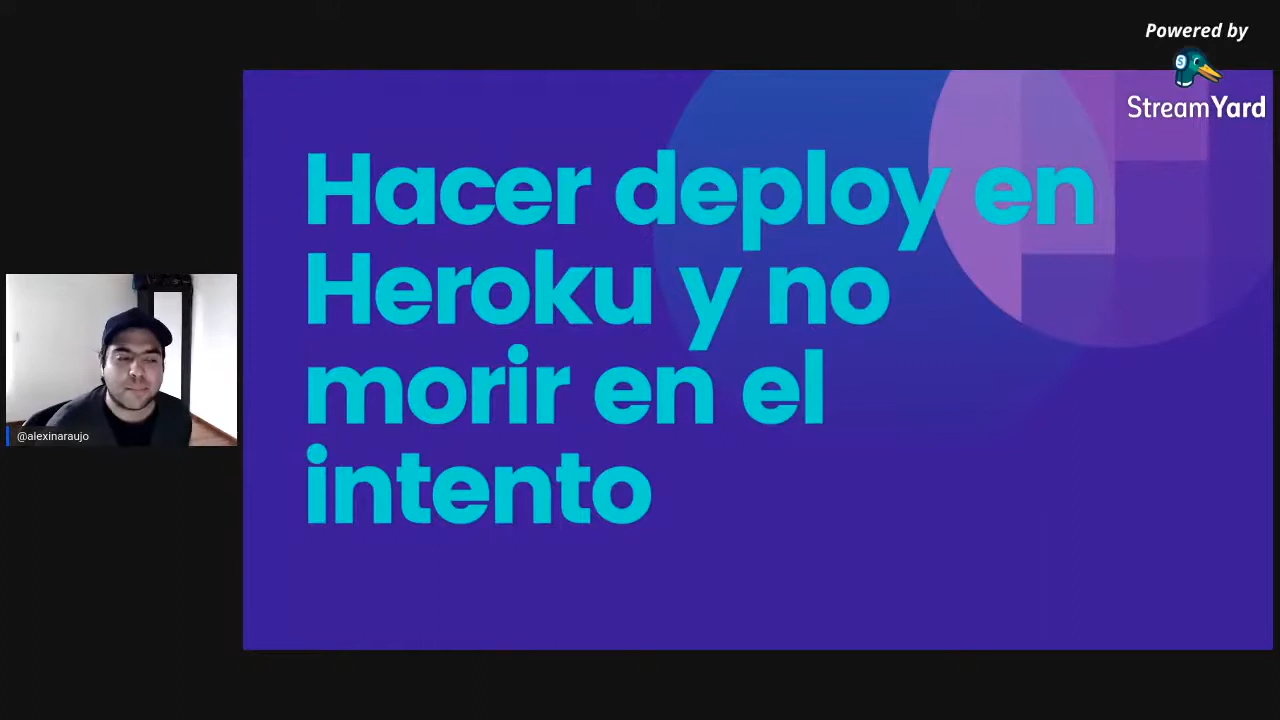 Powered by
StreamYard
Hacer deploy en
Heroku y no
morir en el
intento
@alexinaraujo